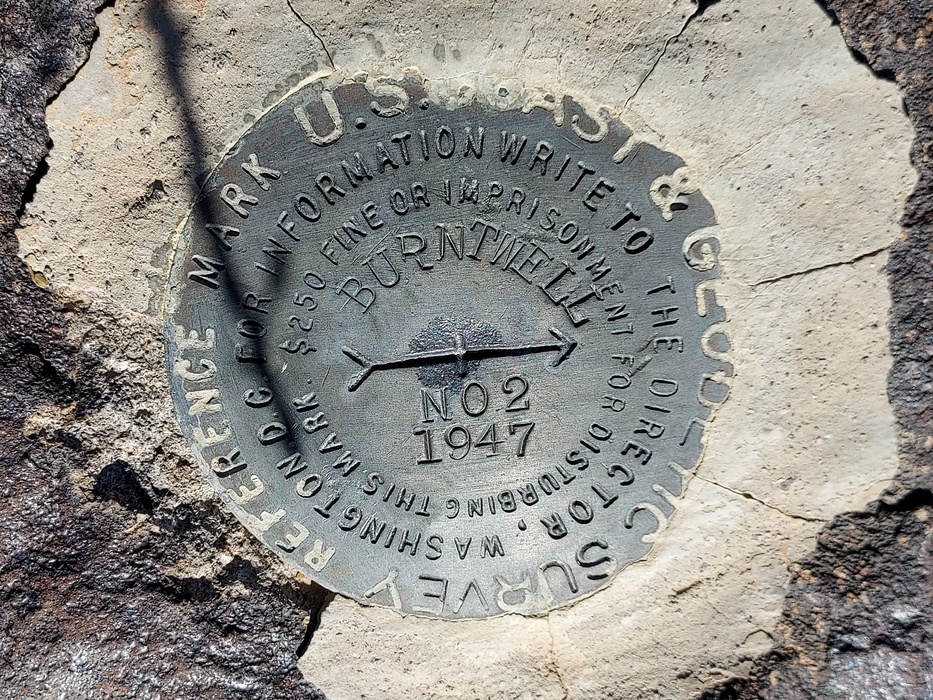 U.S. COAST & GEODETIC SURVEY REFERENCE MARK
FOR INFORMATION WRITE TO THE DIRECTOR, WASHINGTON D.C.
$250 FINE OR IMPRISONMENT FOR DISTURBING THIS MARK.
BURNTWELL
NO 2
1947